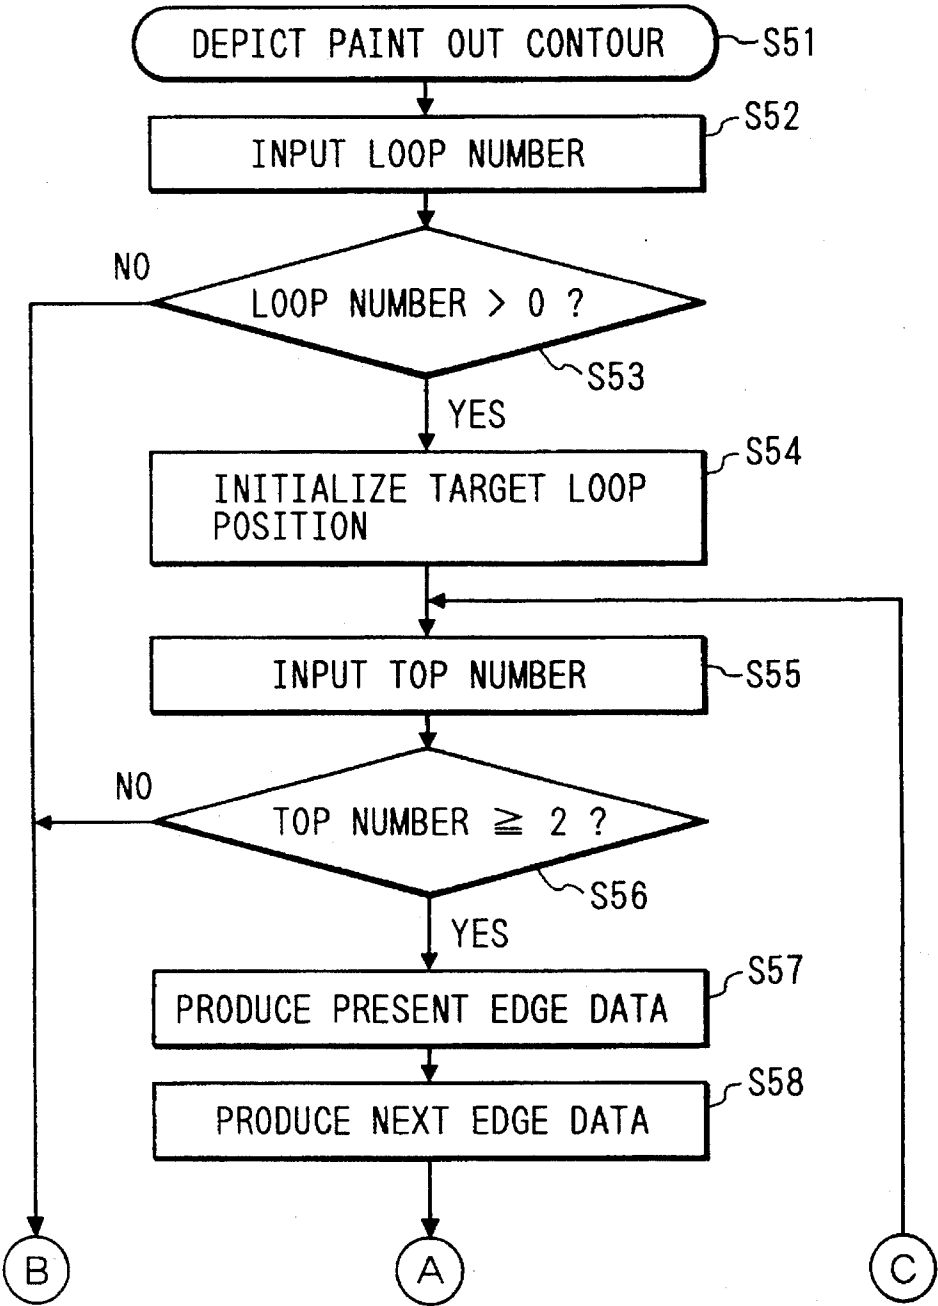 DEPICT PAINT OUT CONTOUR
S51
INPUT LOOP NUMBER
S52
NO
LOOP NUMBER > 0 ?
S53
YES
INITIALIZE TARGET LOOP
POSITION
S54
INPUT TOP NUMBER
S55
NO
TOP NUMBER ≧ 2 ?
S56
YES
PRODUCE PRESENT EDGE DATA
S57
PRODUCE NEXT EDGE DATA
S58
B
A
C